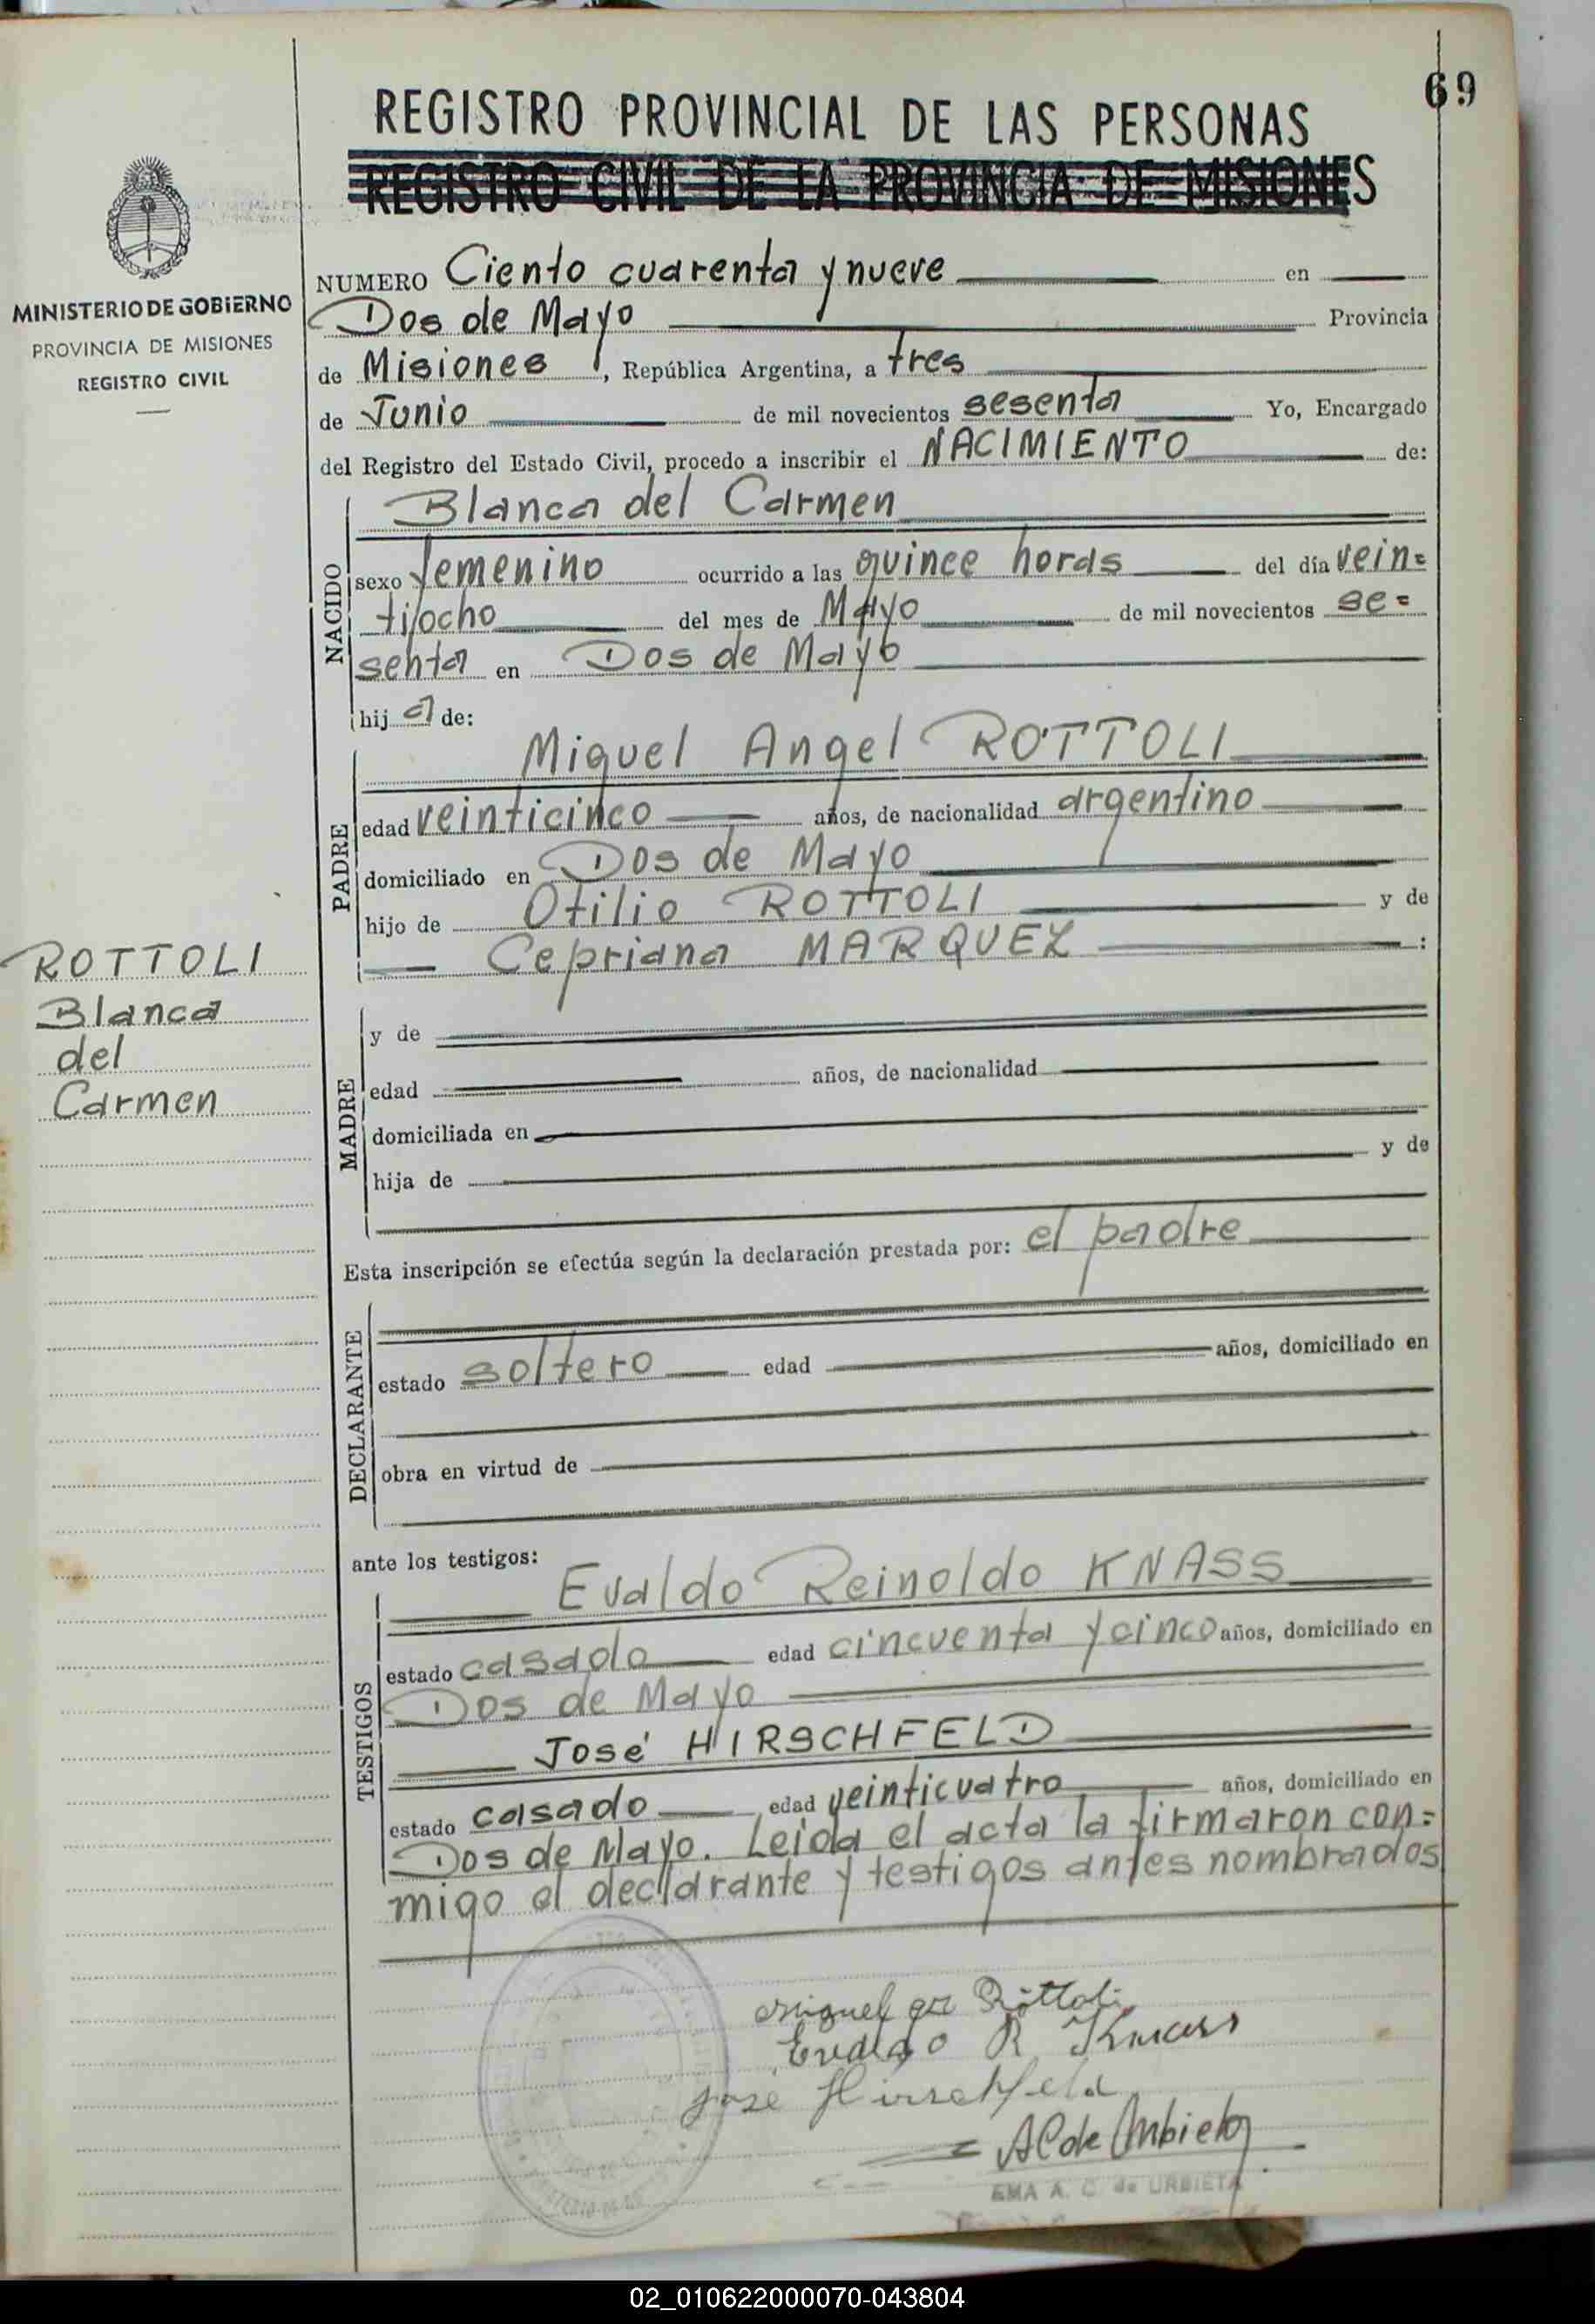 69
REGISTRO PROVINCIAL DE LAS PERSONAS
REGISTRO CIVIL DE LA PROVINCIA DE MISIONES
MINISTERIO DE GOBIERNO
PROVINCIA DE MISIONES
REGISTRO CIVIL
NUMERO Ciento cuarenta y nueve en
Dos de Mayo Provincia
de Misiones, República Argentina, a tres
de Junio de mil novecientos sesenta Yo, Encargado
del Registro del Estado Civil, procedo a inscribir el NACIMIENTO de:
NACIDO
Blanca del Carmen
sexo femenino ocurrido a las quince horas del día vein=
tiocho del mes de Mayo de mil novecientos se=
senta en Dos de Mayo
hij a de:
PADRE
Miguel Angel ROTTOLI
edad veinticinco años, de nacionalidad argentino
domiciliado en Dos de Mayo
hijo de Otilio ROTTOLI y de
Cepriana MARQUEZ :
ROTTOLI
Blanca
del
Carmen
MADRE
y de
edad años, de nacionalidad
domiciliada en
hija de y de
Esta inscripción se efectúa según la declaración prestada por: el padre
DECLARANTE
estado soltero edad años, domiciliado en
obra en virtud de
ante los testigos:
TESTIGOS
Evaldo Reinoldo KNASS
estado casado edad cincuenta y cinco años, domiciliado en
Dos de Mayo
José HIRSCHFELD
estado casado edad veinticuatro años, domiciliado en
Dos de Mayo. Leida el acta la firmaron con=
migo el declarante y testigos antes nombrados
Miguel Rottoli
Evaldo R Knass
José Hirschfeld
AC de Urbieta
EMA A. C. de URBIETA
02_010622000070-043804